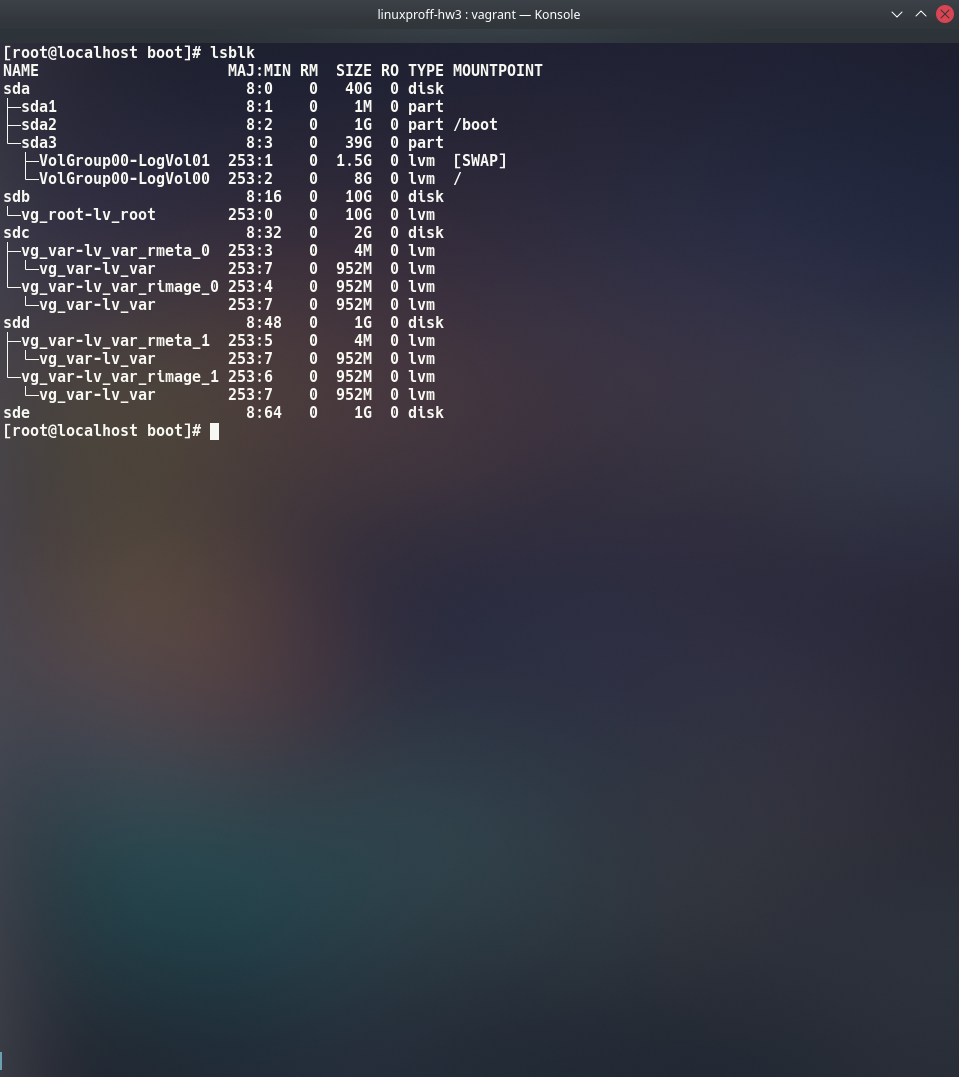 linuxproff-hw3 : vagrant — Konsole
[root@localhost boot]# lsblk
NAME                     MAJ:MIN RM  SIZE RO TYPE MOUNTPOINT
sda                        8:0    0   40G  0 disk
├─sda1                     8:1    0    1M  0 part
├─sda2                     8:2    0    1G  0 part /boot
└─sda3                     8:3    0   39G  0 part
  ├─VolGroup00-LogVol01  253:1    0  1.5G  0 lvm  [SWAP]
  └─VolGroup00-LogVol00  253:2    0    8G  0 lvm  /
sdb                        8:16   0   10G  0 disk
└─vg_root-lv_root        253:0    0   10G  0 lvm
sdc                        8:32   0    2G  0 disk
├─vg_var-lv_var_rmeta_0  253:3    0    4M  0 lvm
│ └─vg_var-lv_var        253:7    0  952M  0 lvm
└─vg_var-lv_var_rimage_0 253:4    0  952M  0 lvm
  └─vg_var-lv_var        253:7    0  952M  0 lvm
sdd                        8:48   0    1G  0 disk
├─vg_var-lv_var_rmeta_1  253:5    0    4M  0 lvm
│ └─vg_var-lv_var        253:7    0  952M  0 lvm
└─vg_var-lv_var_rimage_1 253:6    0  952M  0 lvm
  └─vg_var-lv_var        253:7    0  952M  0 lvm
sde                        8:64   0    1G  0 disk
[root@localhost boot]#